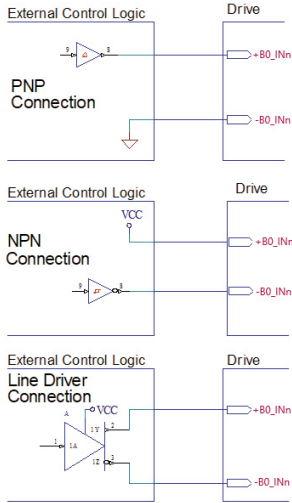 External Control Logic
Drive
9
8
+B0_INn
PNP
Connection
-B0_INn
External Control Logic
Drive
VCC
NPN
Connection
+B0_INn
9
8
-B0_INn
External Control Logic
Drive
Line Driver
Connection
A
VCC
+B0_INn
1Y
2
1
1A
1Z
3
-B0_INn